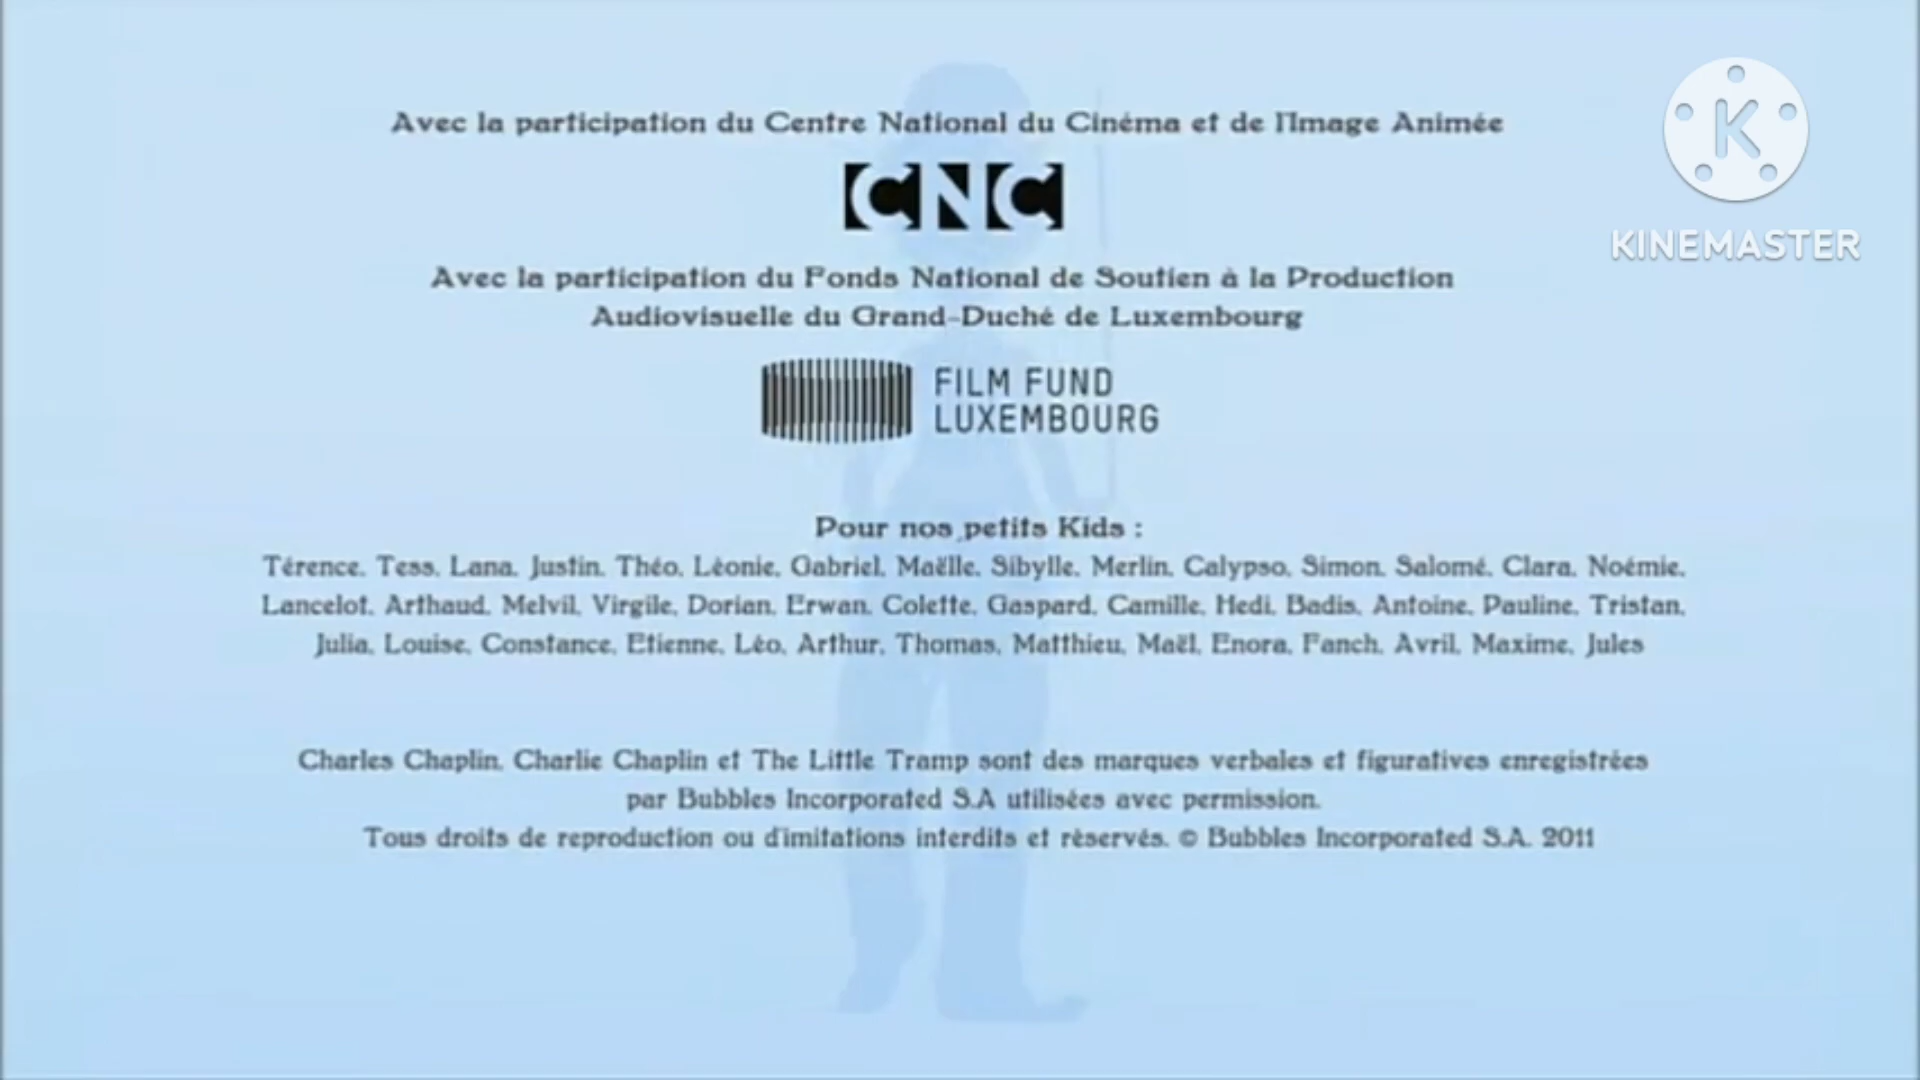 Avec la participation du Centre National du Cinéma et de l'Image Animée
CNC
Avec la participation du Fonds National de Soutien à la Production
Audiovisuelle du Grand-Duché de Luxembourg
FILM FUND
LUXEMBOURG
Pour nos petits Kids :
Térence, Tess, Lana, Justin, Théo, Léonie, Gabriel, Maëlle, Sibylle, Merlin, Calypso, Simon, Salomé, Clara, Noémie,
Lancelot, Arthaud, Melvil, Virgile, Dorian, Erwan, Colette, Gaspard, Camille, Hedi, Badis, Antoine, Pauline, Tristan,
Julia, Louise, Constance, Etienne, Léo, Arthur, Thomas, Matthieu, Maël, Enora, Fanch, Avril, Maxime, Jules
Charles Chaplin, Charlie Chaplin et The Little Tramp sont des marques verbales et figuratives enregistrées
par Bubbles Incorporated S.A utilisées avec permission.
Tous droits de reproduction ou d'imitations interdits et réservés. © Bubbles Incorporated S.A. 2011
K
KINEMASTER